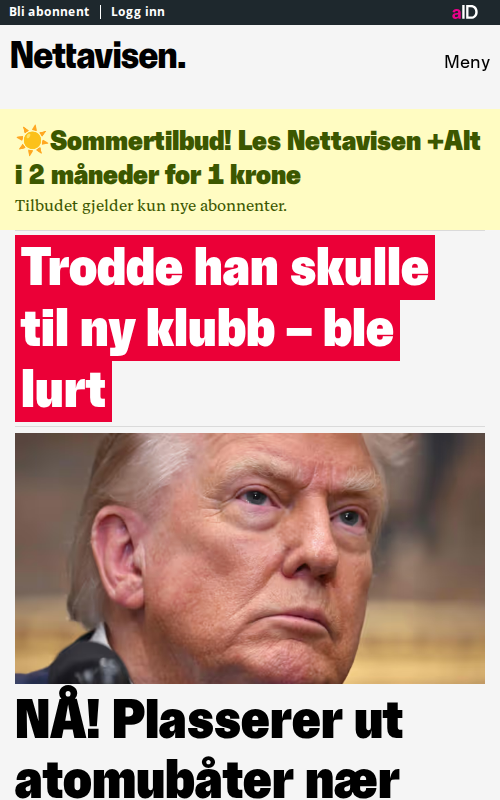 Bli abonnent
Logg inn
aID
Nettavisen.
Meny
Sommertilbud! Les Nettavisen +Alt
i 2 måneder for 1 krone
Tilbudet gjelder kun nye abonnenter.
Trodde han skulle
til ny klubb – ble
lurt
NÅ! Plasserer ut
atomubåter nær